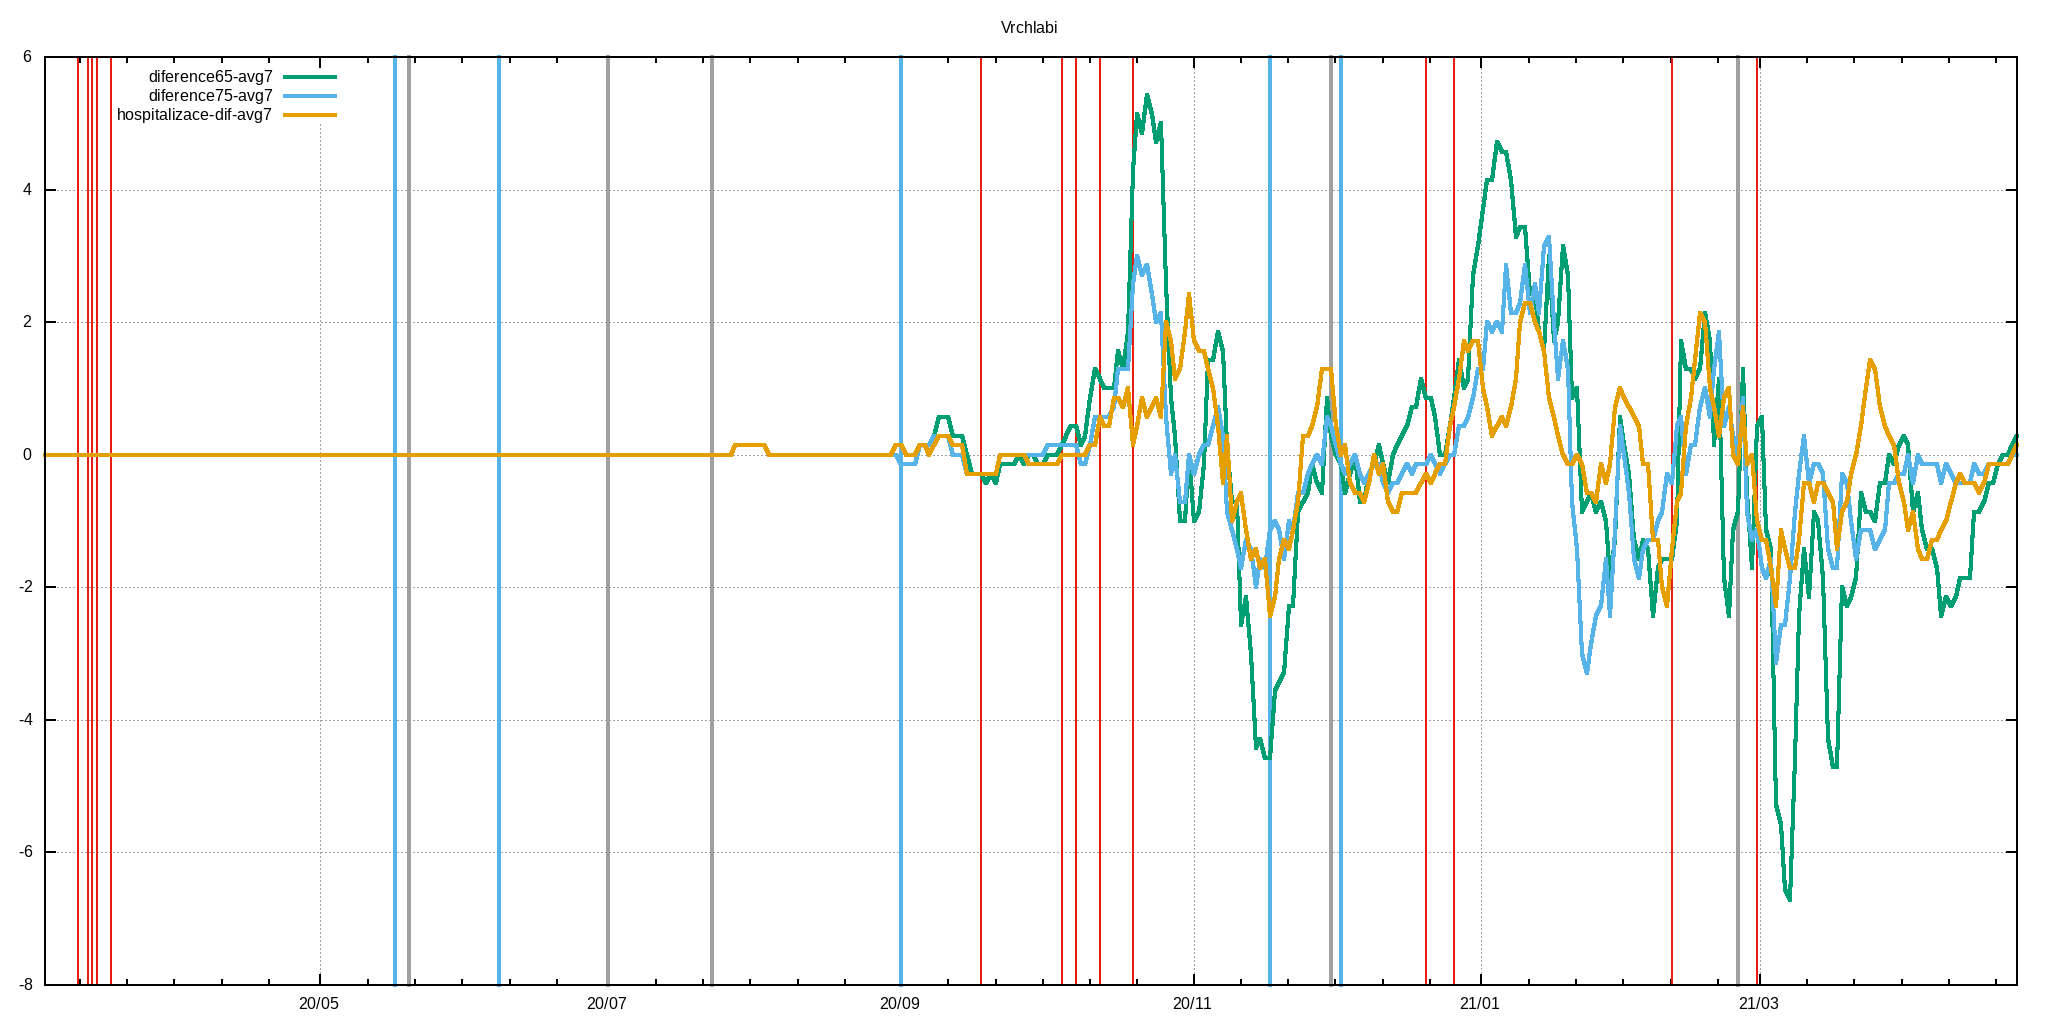 Vrchlabi
6
diference65-avg7
diference75-avg7
hospitalizace-dif-avg7
4
2
0
-2
-4
-6
-8
20/05 20/07 20/09 20/11 21/01 21/03